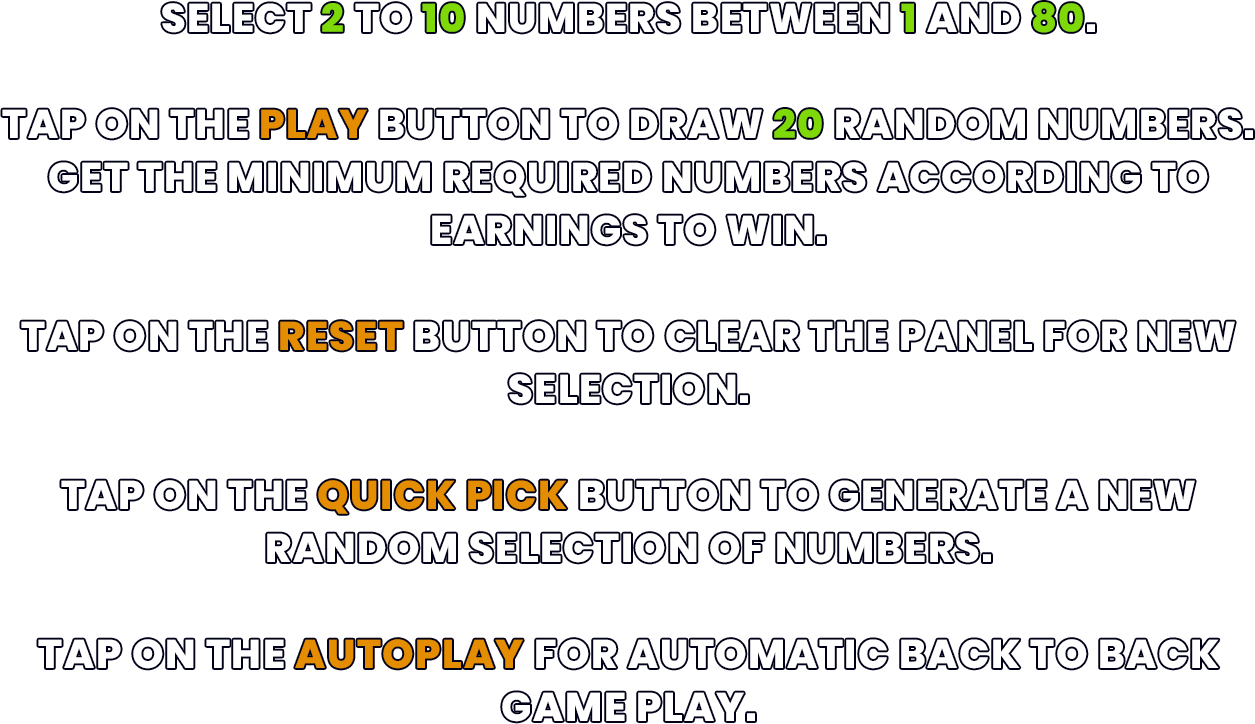 SELECT 2 TO 10 NUMBERS BETWEEN 1 AND 80.
TAP ON THE PLAY BUTTON TO DRAW 20 RANDOM NUMBERS.
GET THE MINIMUM REQUIRED NUMBERS ACCORDING TO
EARNINGS TO WIN.
TAP ON THE RESET BUTTON TO CLEAR THE PANEL FOR NEW
SELECTION.
TAP ON THE QUICK PICK BUTTON TO GENERATE A NEW
RANDOM SELECTION OF NUMBERS.
TAP ON THE AUTOPLAY FOR AUTOMATIC BACK TO BACK
GAME PLAY.